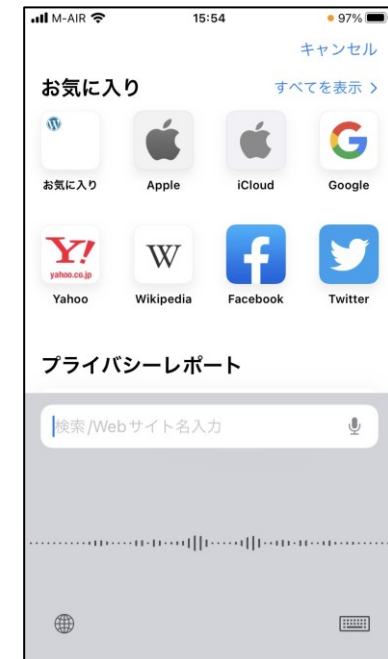 M-AIR 15:54 97%
キャンセル
お気に入り すべてを表示 >
お気に入り Apple iCloud Google
Y!
yahoo.co.jp
W
Yahoo Wikipedia Facebook Twitter
プライバシーレポート
検索/Webサイト名入力